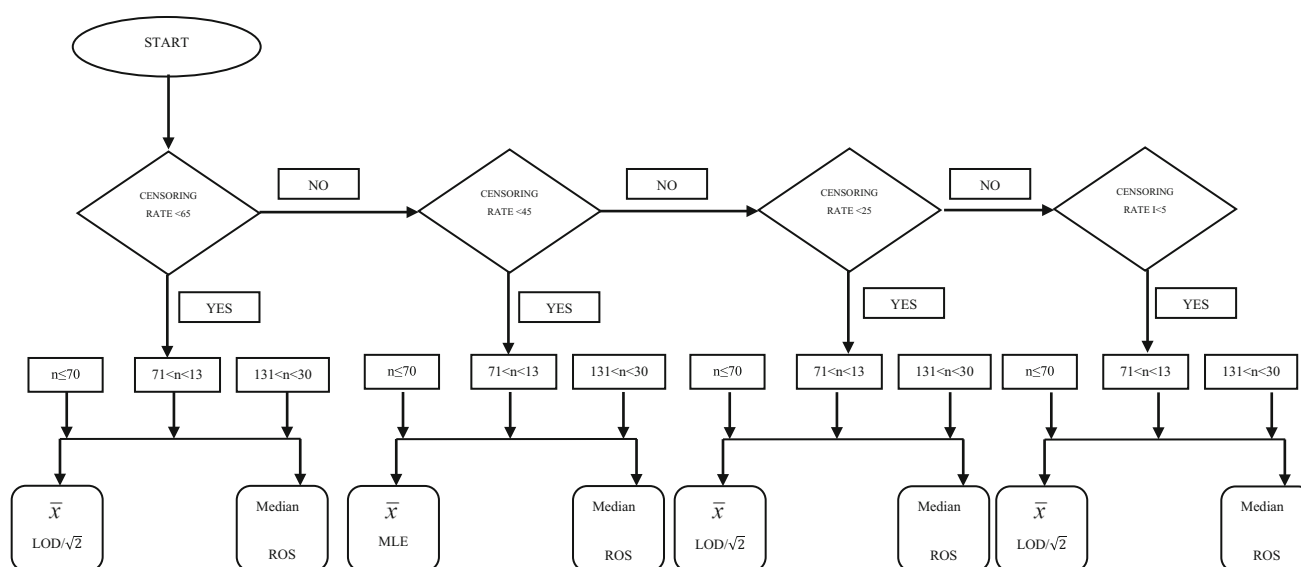 START
CENSORING
RATE <65
NO
CENSORING
RATE <45
NO
CENSORING
RATE <25
NO
CENSORING
RATE I<5
YES
YES
YES
YES
n≤70
71<n<13
131<n<30
n≤70
71<n<13
131<n<30
n≤70
71<n<13
131<n<30
n≤70
71<n<13
131<n<30
x̅
LOD/√2
Median
ROS
x̅
MLE
Median
ROS
x̅
LOD/√2
Median
ROS
x̅
LOD/√2
Median
ROS